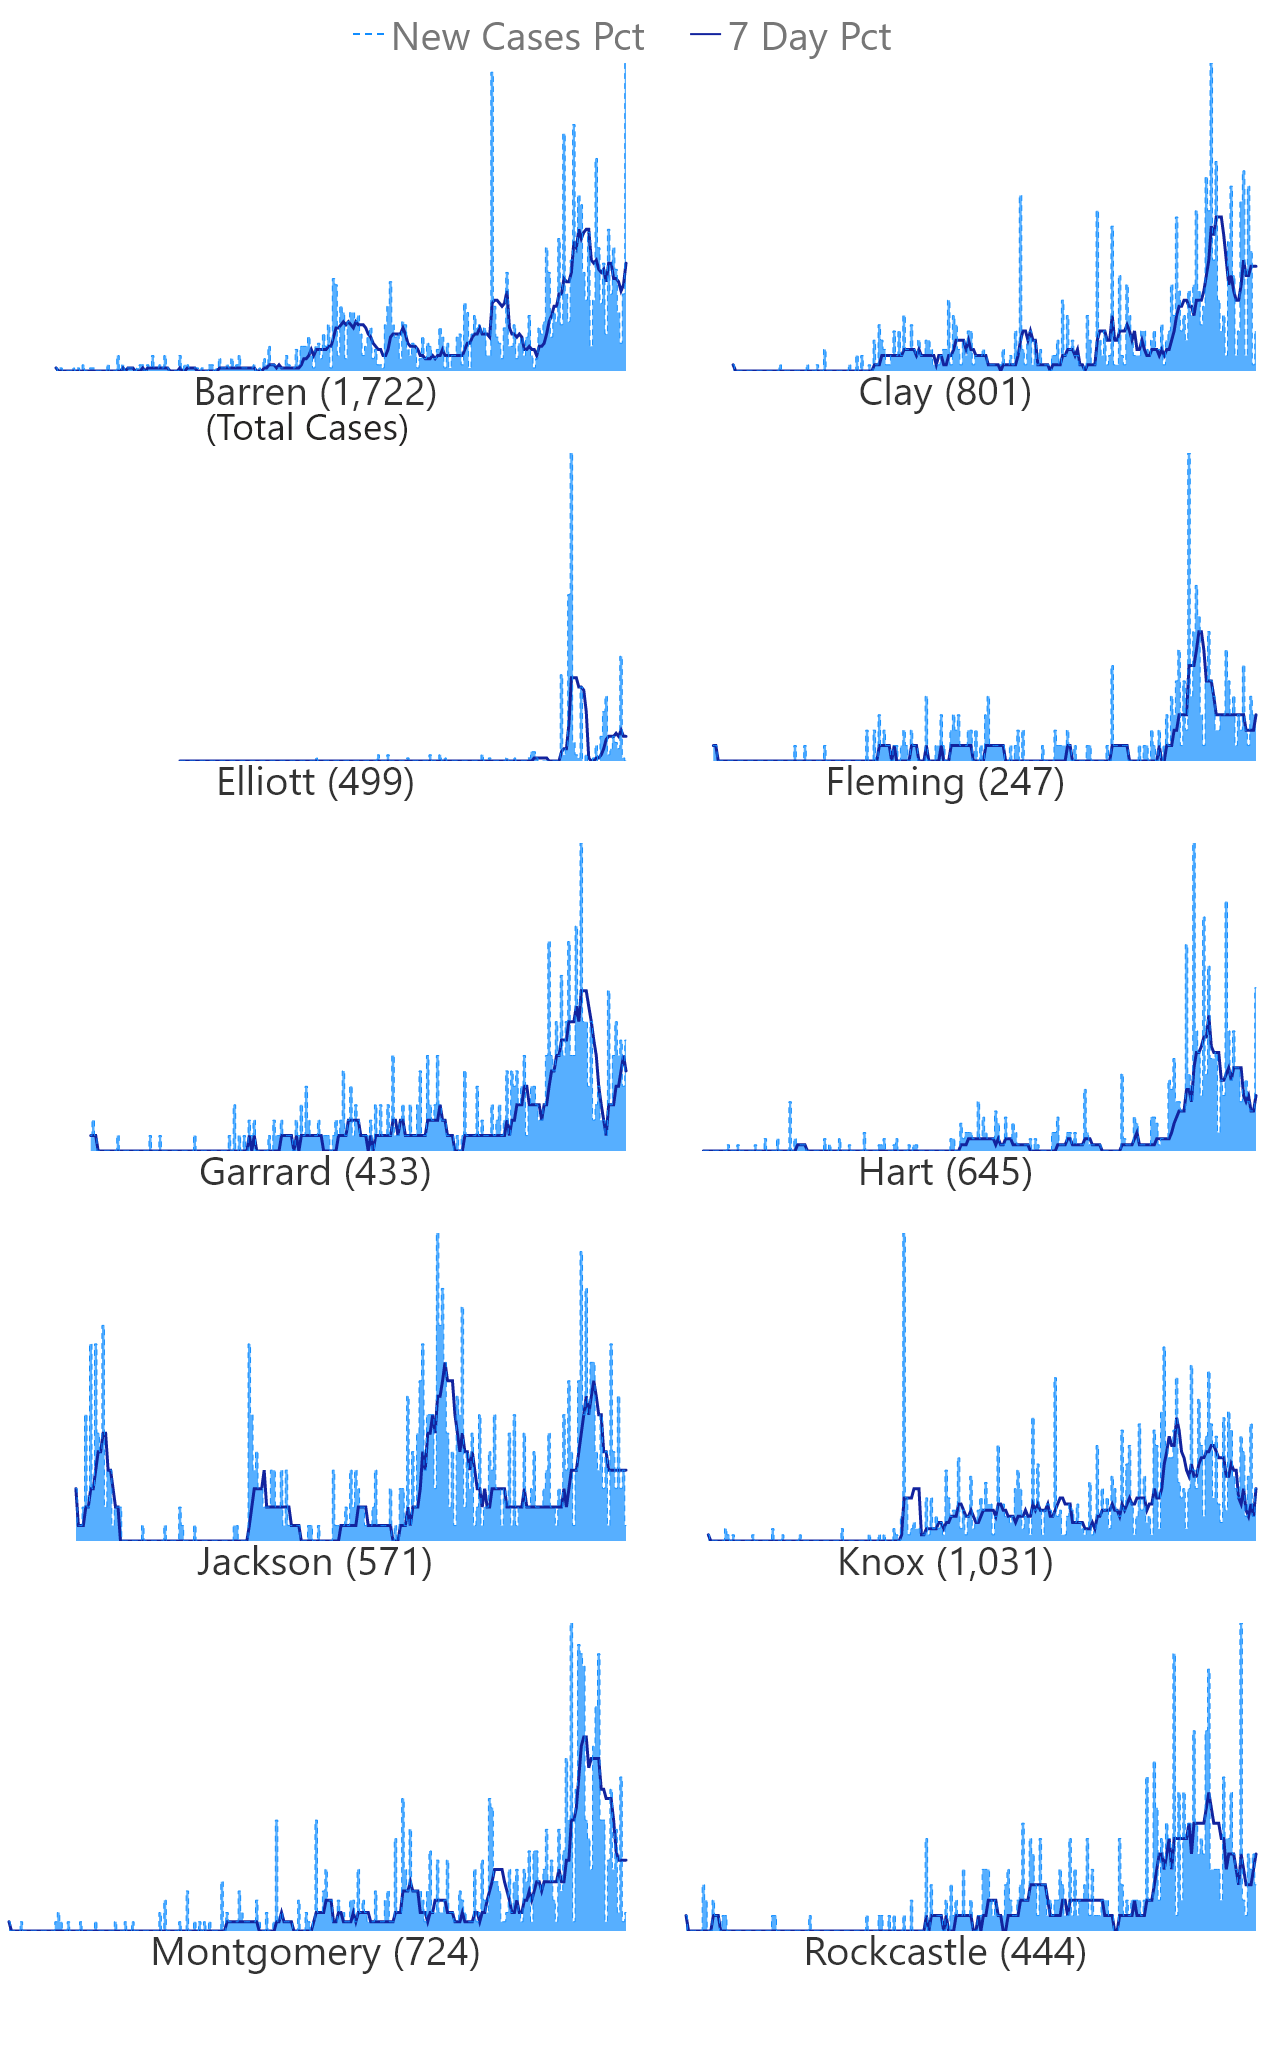 New Cases Pct 7 Day Pct
Barren (1,722) Clay (801)
(Total Cases)
Elliott (499) Fleming (247)
Garrard (433) Hart (645)
Jackson (571) Knox (1,031)
Montgomery (724) Rockcastle (444)